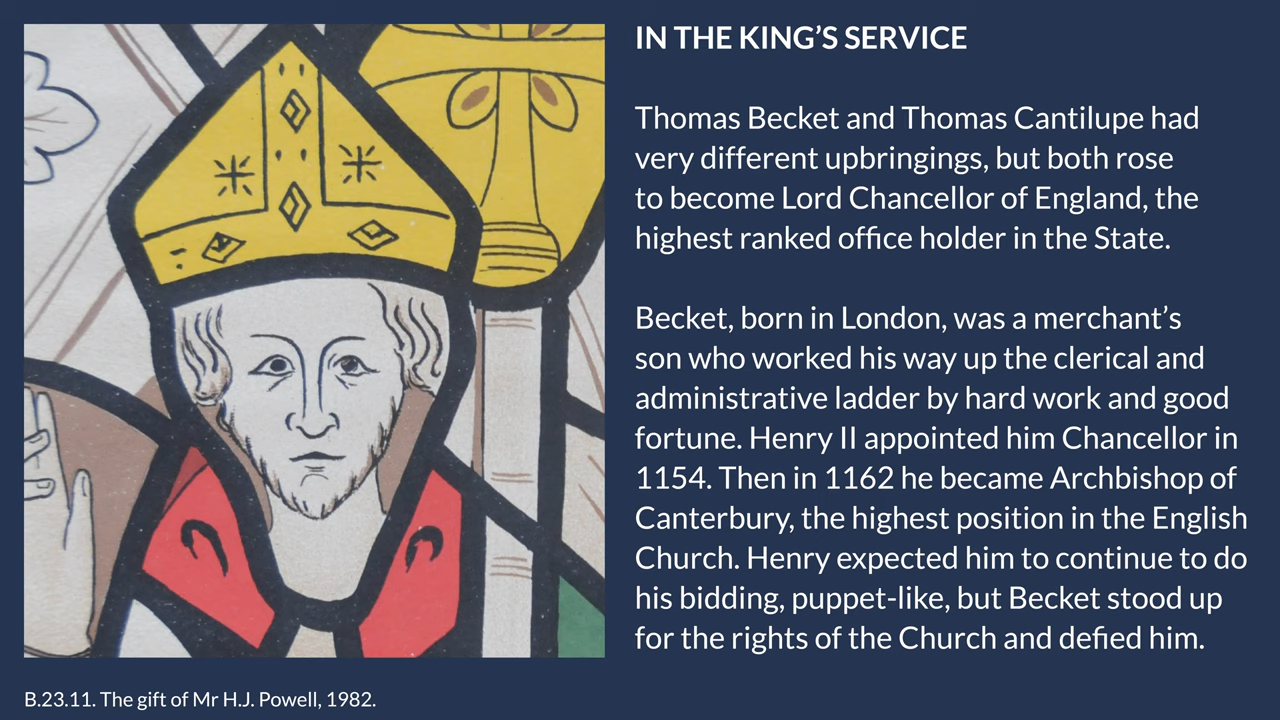 IN THE KING’S SERVICE
Thomas Becket and Thomas Cantilupe had
very different upbringings, but both rose
to become Lord Chancellor of England, the
highest ranked office holder in the State.
Becket, born in London, was a merchant’s
son who worked his way up the clerical and
administrative ladder by hard work and good
fortune. Henry II appointed him Chancellor in
1154. Then in 1162 he became Archbishop of
Canterbury, the highest position in the English
Church. Henry expected him to continue to do
his bidding, puppet-like, but Becket stood up
for the rights of the Church and defied him.
B.23.11. The gift of Mr H.J. Powell, 1982.